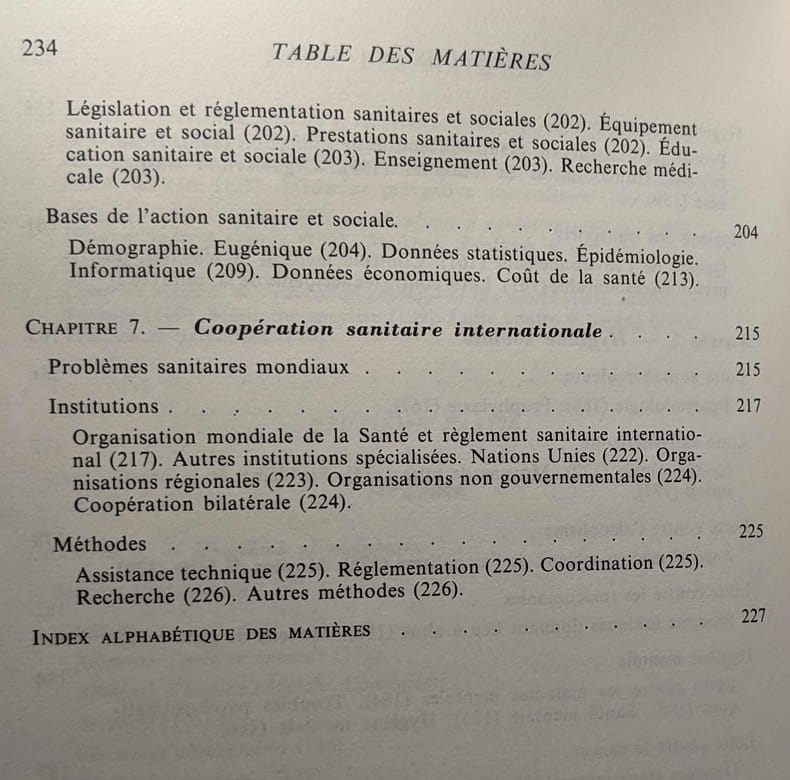 234
TABLE DES MATIÈRES
Législation et réglementation sanitaires et sociales (202). Équipement
sanitaire et social (202). Prestations sanitaires et sociales (202). Édu-
cation sanitaire et sociale (203). Enseignement (203). Recherche médi-
cale (203).
Bases de l'action sanitaire et sociale. . . . . . . . . . . 204
Démographie. Eugénique (204). Données statistiques. Épidémiologie.
Informatique (209). Données économiques. Coût de la santé (213).
CHAPITRE 7. — Coopération sanitaire internationale . . . . 215
Problèmes sanitaires mondiaux . . . . . . . . . . . 215
Institutions . . . . . . . . . . . . . . . . . 217
Organisation mondiale de la Santé et règlement sanitaire internatio-
nal (217). Autres institutions spécialisées. Nations Unies (222). Orga-
nisations régionales (223). Organisations non gouvernementales (224).
Coopération bilatérale (224).
Méthodes . . . . . . . . . . . . . . . . . 225
Assistance technique (225). Réglementation (225). Coordination (225).
Recherche (226). Autres méthodes (226).
INDEX ALPHABÉTIQUE DES MATIÈRES . . . . . . . . . . 227